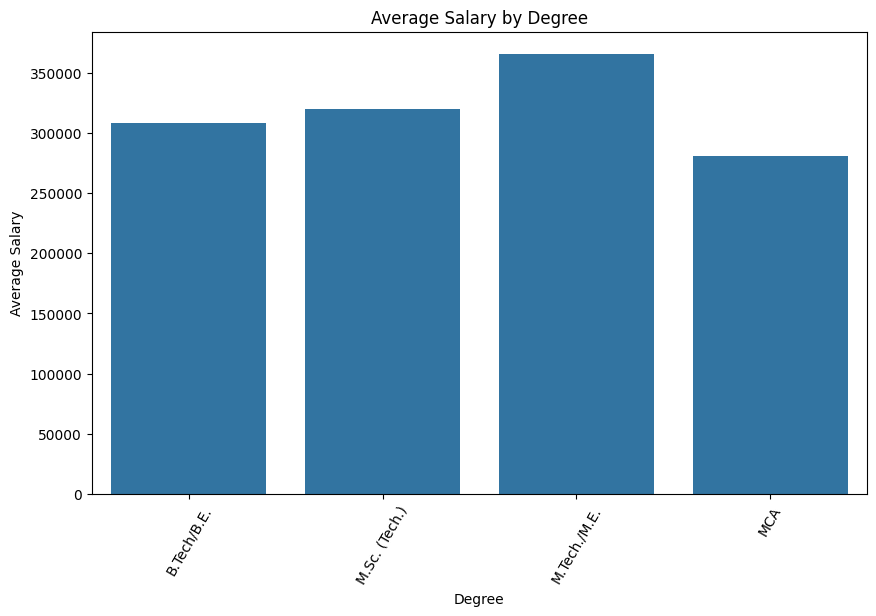 Average Salary by Degree
Average Salary
350000
300000
250000
200000
150000
100000
50000
0
B.Tech/B.E.
M.Sc. (Tech.)
M.Tech./M.E.
MCA
Degree